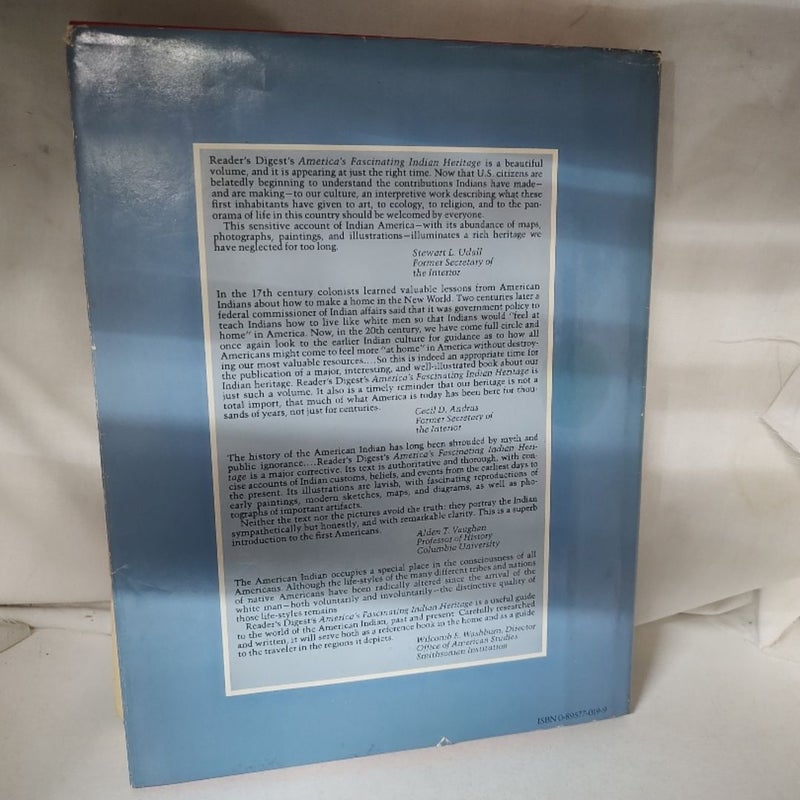 Reader's Digest's America's Fascinating Indian Heritage is a beautiful
volume, and it is appearing at just the right time. Now that U.S. citizens are
belatedly beginning to understand the contributions Indians have made—
and are making—to our culture, an interpretive work describing what these
first inhabitants have given to art, to ecology, to religion, and to the pan-
orama of life in this country should be welcomed by everyone.
This sensitive account of Indian America—with its abundance of maps,
photographs, paintings, and illustrations—illuminates a rich heritage we
have neglected for too long.
Stewart L. Udall
Former Secretary of
the Interior
In the 17th century colonists learned valuable lessons from American
Indians about how to make a home in the New World. Two centuries later a
federal commissioner of Indian affairs said that it was government policy to
teach Indians how to live like white men so that Indians would "feel at
home" in America. Now, in the 20th century, we have come full circle and
once again look to the earlier Indian culture for guidance as to how all
Americans might come to feel more "at home" in America without destroy-
ing our most valuable resources....So this is indeed an appropriate time for
the publication of a major, interesting, and well-illustrated book about our
Indian heritage. Reader's Digest's America's Fascinating Indian Heritage is
just such a volume. It also is a timely reminder that our heritage is not a
total import, that much of what America is today has been here for thou-
sands of years, not just for centuries.
Cecil D. Andrus
Former Secretary of
the Interior
The history of the American Indian has long been shrouded by myth and
public ignorance....Reader's Digest's America's Fascinating Indian Heri-
tage is a major corrective. Its text is authoritative and thorough, with con-
cise accounts of Indian customs, beliefs, and events from the earliest days to
the present. Its illustrations are lavish, with fascinating reproductions of
early paintings, modern sketches, maps, and diagrams, as well as pho-
tographs of important artifacts.
Neither the text nor the pictures avoid the truth: they portray the Indian
sympathetically but honestly, and with remarkable clarity. This is a superb
introduction to the first Americans.
Alden T. Vaughan
Professor of History
Columbia University
The American Indian occupies a special place in the consciousness of all
Americans. Although the life-styles of the many different tribes and nations
of native Americans have been radically altered since the arrival of the
white man—both voluntarily and involuntarily—the distinctive quality of
those life-styles remains.
Reader's Digest's America's Fascinating Indian Heritage is a useful guide
to the world of the American Indian, past and present. Carefully researched
and written, it will serve both as a reference book in the home and as a guide
to the traveler in the regions it depicts.
Wilcomb E. Washburn, Director
Office of American Studies
Smithsonian Institution
ISBN 0-89577-019-9